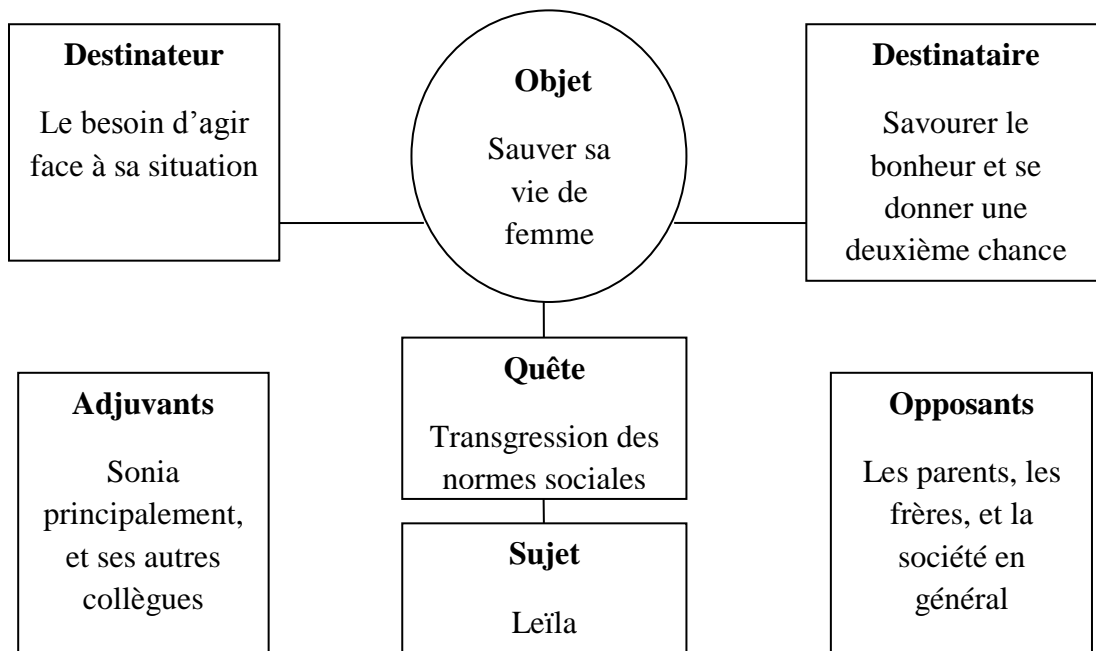 Destinateur
Le besoin d’agir
face à sa situation
Objet
Sauver sa
vie de
femme
Destinataire
Savourer le
bonheur et se
donner une
deuxième chance
Adjuvants
Sonia
principalement,
et ses autres
collègues
Quête
Transgression des
normes sociales
Sujet
Leïla
Opposants
Les parents, les
frères, et la
société en
général